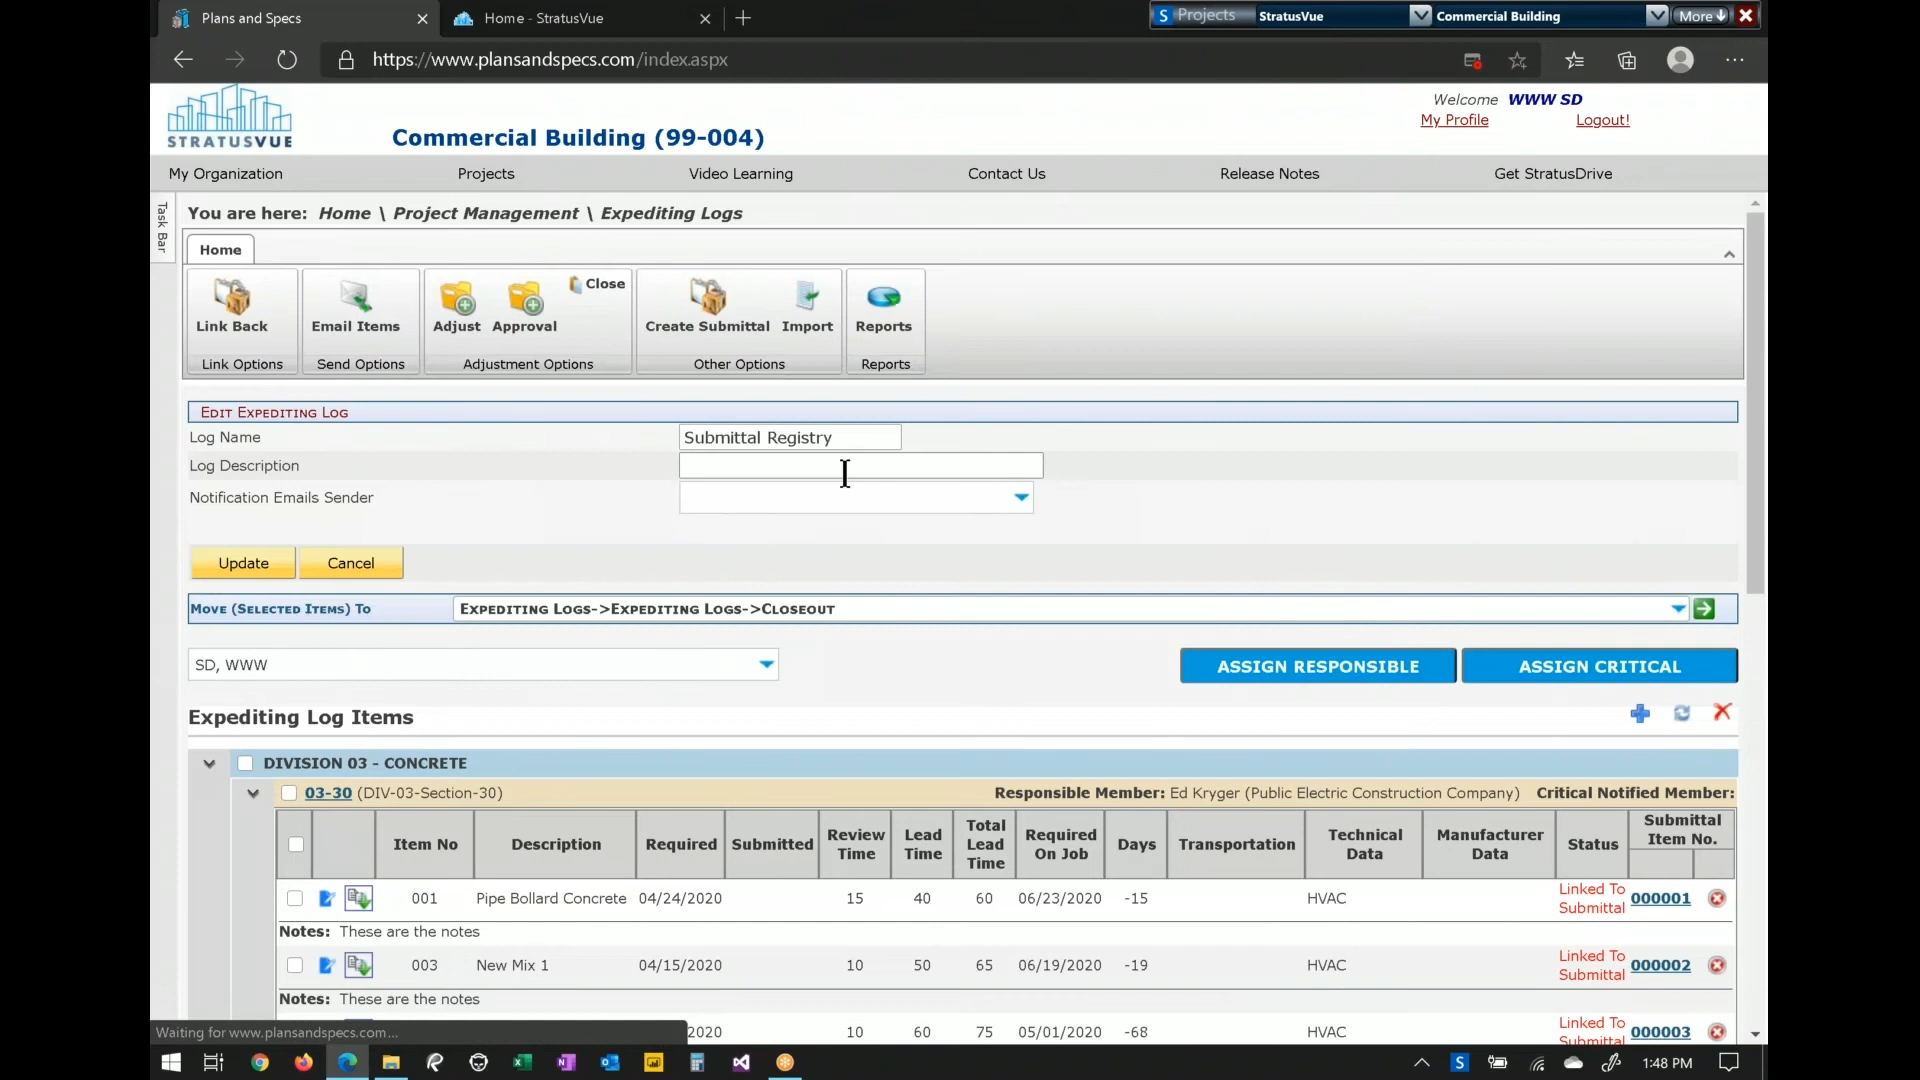 Plans and Specs
Home - StratusVue
S Projects StratusVue Commercial Building More
https://www.plansandspecs.com/index.aspx
STRATUSVUE
Commercial Building (99-004)
Welcome WWW SD
My Profile Logout!
My Organization Projects Video Learning Contact Us Release Notes Get StratusDrive
Task Bar
You are here: Home \ Project Management \ Expediting Logs
Home
Link Back Email Items Adjust Approval Close Create Submittal Import Reports
Link Options Send Options Adjustment Options Other Options Reports
Edit Expediting Log
Log Name Submittal Registry
Log Description
Notification Emails Sender
Update Cancel
Move (Selected Items) To Expediting Logs->Expediting Logs->Closeout
SD, WWW ASSIGN RESPONSIBLE ASSIGN CRITICAL
Expediting Log Items
DIVISION 03 - CONCRETE
03-30 (DIV-03-Section-30) Responsible Member: Ed Kryger (Public Electric Construction Company) Critical Notified Member:
Item No Description Required Submitted Review Time Lead Time Total Lead Time Required On Job Days Transportation Technical Data Manufacturer Data Status Submittal Item No.
001 Pipe Bollard Concrete 04/24/2020 15 40 60 06/23/2020 -15 HVAC Linked To Submittal 000001
Notes: These are the notes
003 New Mix 1 04/15/2020 10 50 65 06/19/2020 -19 HVAC Linked To Submittal 000002
Notes: These are the notes
2020 10 60 75 05/01/2020 -68 HVAC Linked To Submittal 000003
Waiting for www.plansandspecs.com...
S 1:48 PM